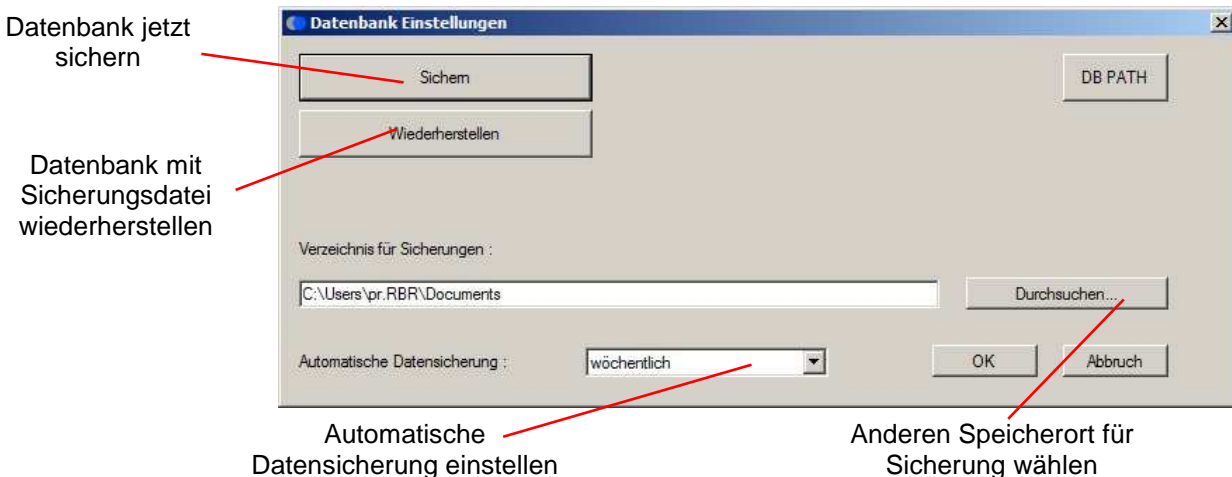 Datenbank jetzt
sichern
Datenbank Einstellungen
Sichern
DB PATH
Wiederherstellen
Datenbank mit
Sicherungsdatei
wiederherstellen
Verzeichnis für Sicherungen :
C:\Users\pr.RBR\Documents
Durchsuchen...
Automatische Datensicherung :
wöchentlich
OK
Abbruch
Automatische
Datensicherung einstellen
Anderen Speicherort für
Sicherung wählen